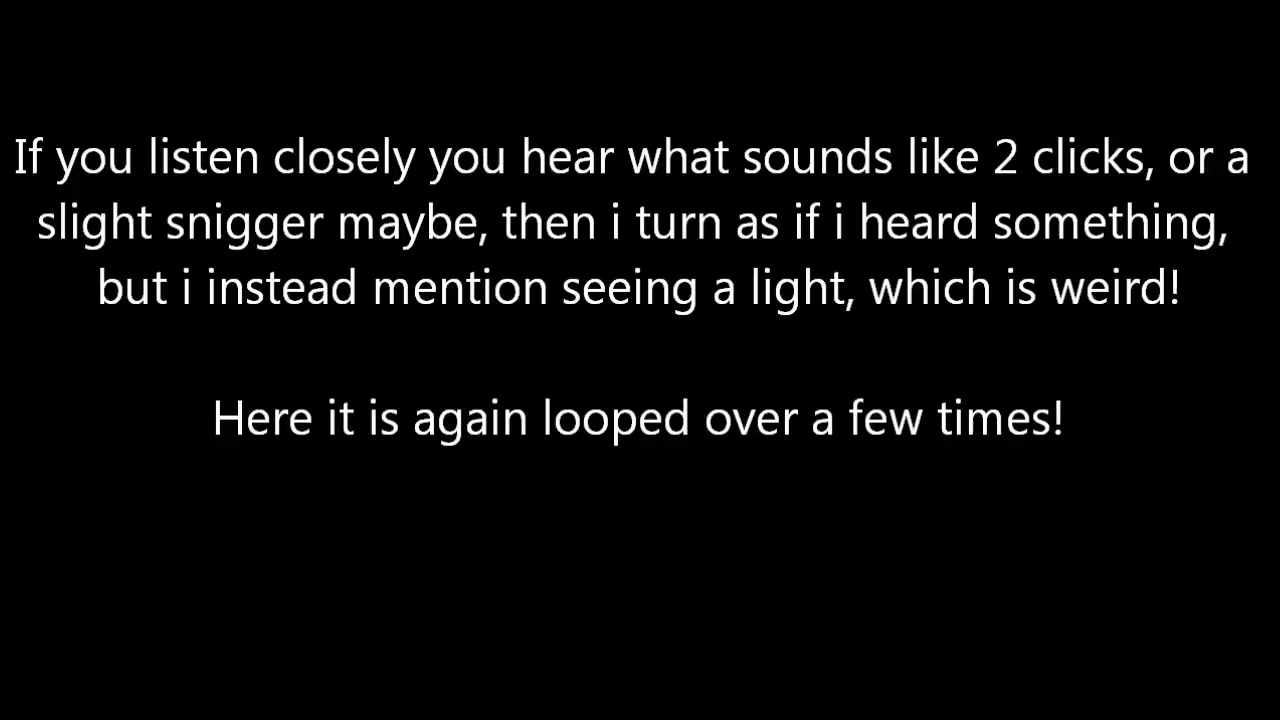 If you listen closely you hear what sounds like 2 clicks, or a
slight snigger maybe, then i turn as if i heard something,
but i instead mention seeing a light, which is weird!
Here it is again looped over a few times!